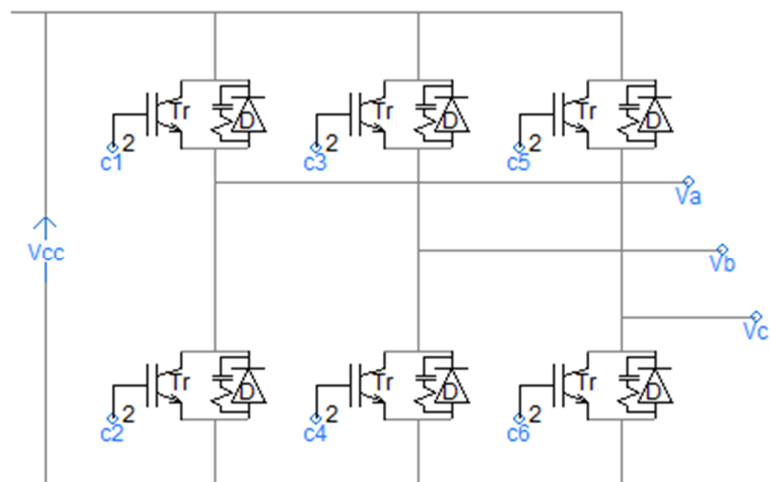 Tr D Tr D Tr D
2 2 2
c1 c3 c5
Va
Vcc
Vb
Vc
Tr D Tr D Tr D
2 2 2
c2 c4 c6